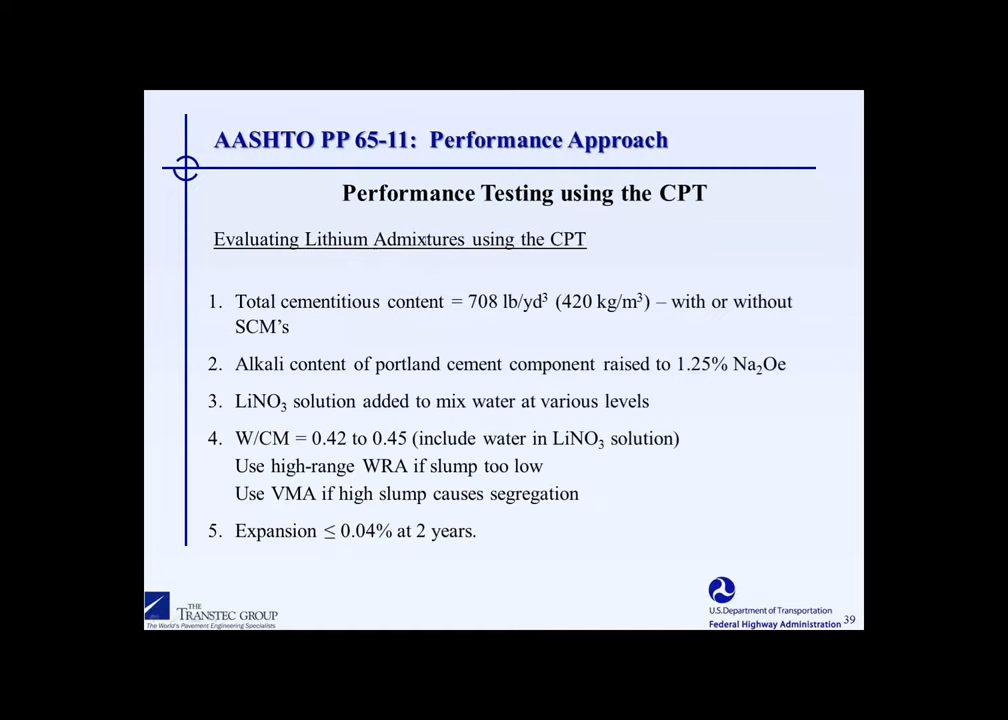 AASHTO PP 65-11: Performance Approach
Performance Testing using the CPT
Evaluating Lithium Admixtures using the CPT
1. Total cementitious content = 708 lb/yd³ (420 kg/m³) – with or without
SCM's
2. Alkali content of portland cement component raised to 1.25% Na₂Oe
3. LiNO₃ solution added to mix water at various levels
4. W/CM = 0.42 to 0.45 (include water in LiNO₃ solution)
Use high-range WRA if slump too low
Use VMA if high slump causes segregation
5. Expansion ≤ 0.04% at 2 years.
THE
TRANSTEC GROUP
The World's Pavement Engineering Specialists
U.S.Department of Transportation
Federal Highway Administration
39